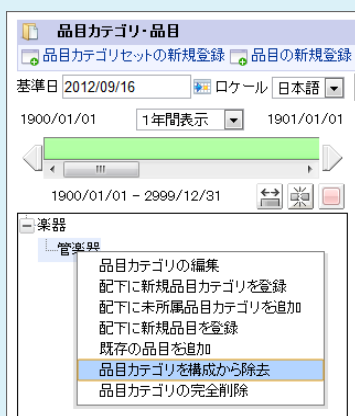 品目カテゴリ・品目
品目カテゴリセットの新規登録 品目の新規登録
基準日 2012/09/16 ロケール 日本語
1900/01/01 1年間表示 1901/01/01
1900/01/01 - 2999/12/31
楽器
管楽器
品目カテゴリの編集
配下に新規品目カテゴリを登録
配下に未所属品目カテゴリを追加
配下に新規品目を登録
既存の品目を追加
品目カテゴリを構成から除去
品目カテゴリの完全削除